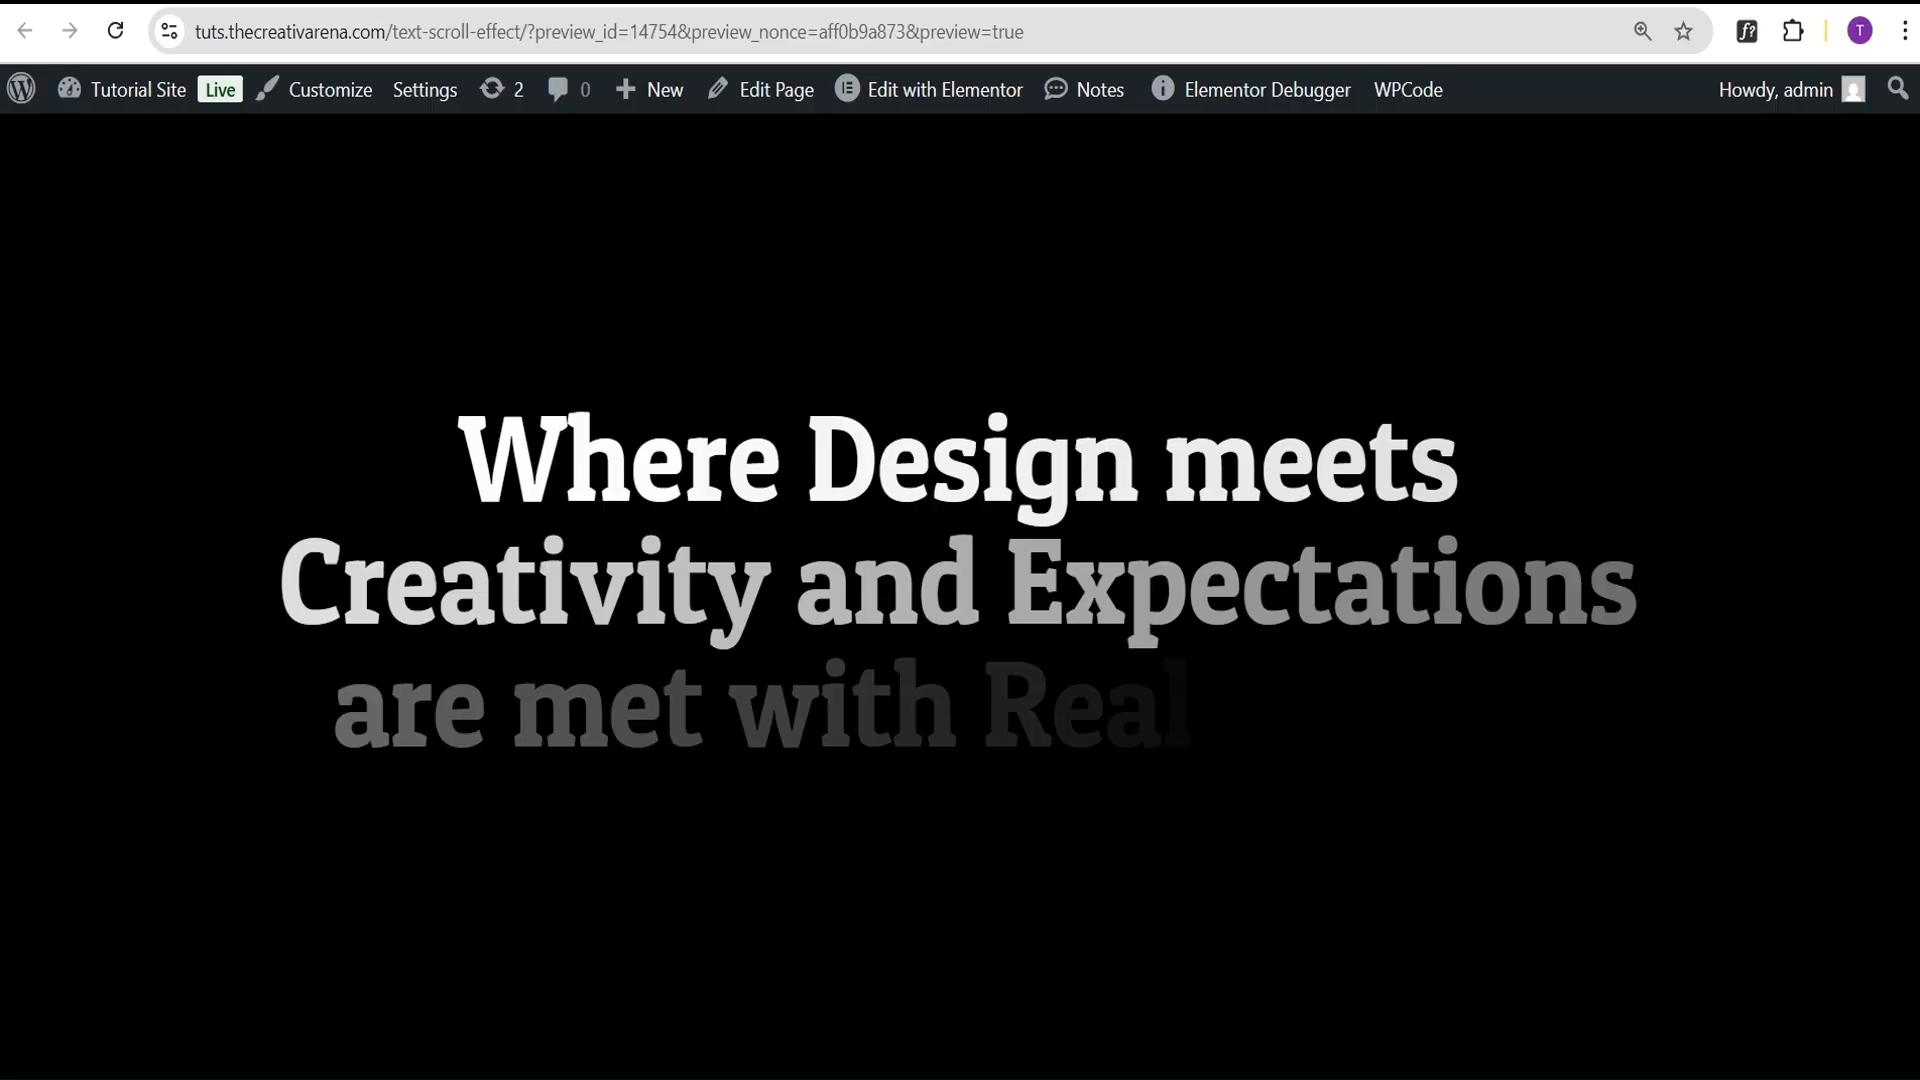 tuts.thecreativarena.com/text-scroll-effect/?preview_id=14754&preview_nonce=aff0b9a873&preview=true
f?
T
Tutorial Site Live Customize Settings 2 0 New Edit Page Edit with Elementor Notes Elementor Debugger WPCode Howdy, admin
Where Design meets
Creativity and Expectations
are met with Real